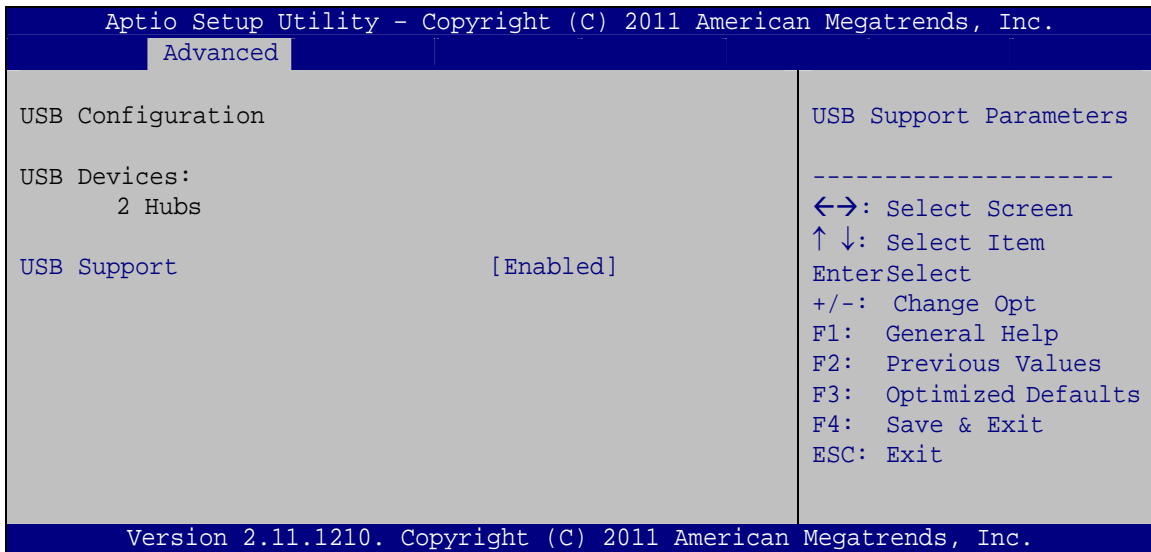 Aptio Setup Utility – Copyright (C) 2011 American Megatrends, Inc.
Advanced
USB Configuration
USB Devices:
2 Hubs
USB Support [Enabled]
USB Support Parameters
---------------------
←→: Select Screen
↑ ↓: Select Item
EnterSelect
+/-: Change Opt
F1: General Help
F2: Previous Values
F3: Optimized Defaults
F4: Save & Exit
ESC: Exit
Version 2.11.1210. Copyright (C) 2011 American Megatrends, Inc.